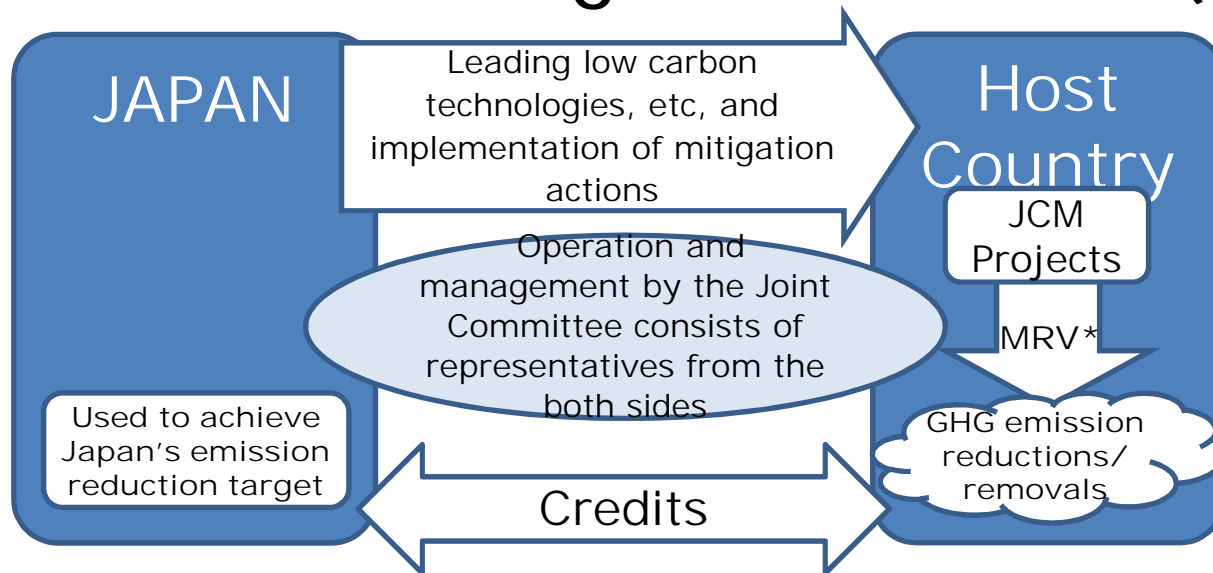 JAPAN
Leading low carbon
technologies, etc, and
implementation of mitigation
actions
Host
Country
JCM
Projects
MRV*
Operation and
management by the Joint
Committee consists of
representatives from the
both sides
Used to achieve
Japan's emission
reduction target
GHG emission
reductions/
removals
Credits